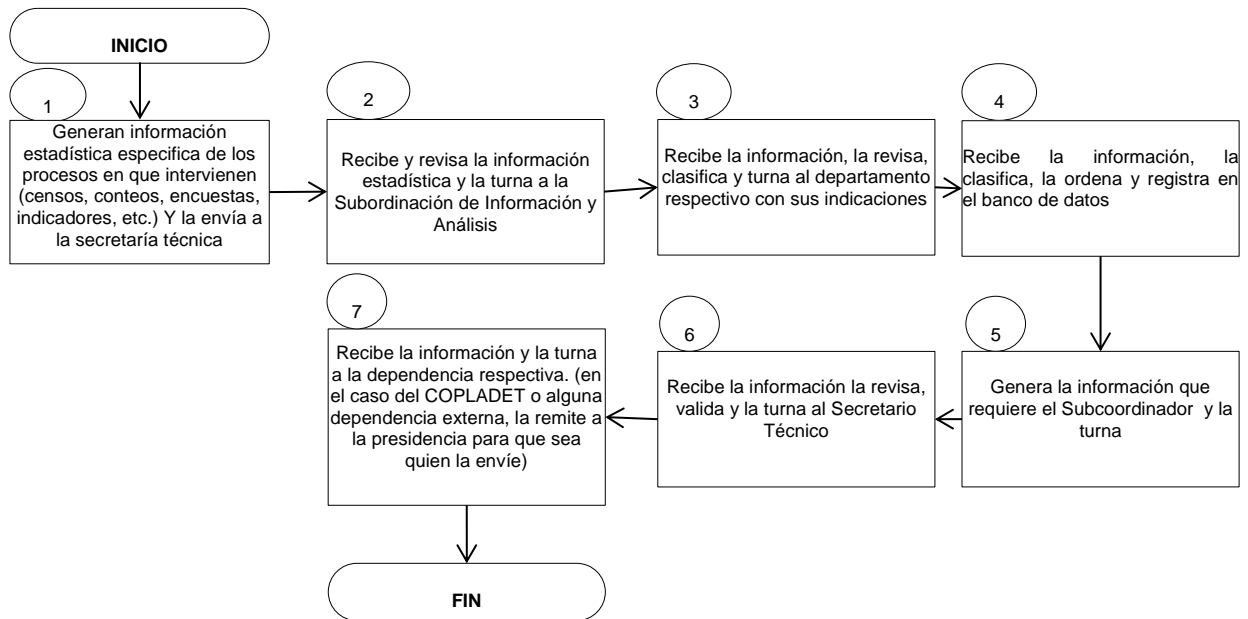 INICIO
1
Generan información
estadística especifica de los
procesos en que intervienen
(censos, conteos, encuestas,
indicadores, etc.) Y la envía a
la secretaría técnica
2
Recibe y revisa la información
estadística y la turna a la
Subordinación de Información y
Análisis
3
Recibe la información, la revisa,
clasifica y turna al departamento
respectivo con sus indicaciones
4
Recibe la información, la
clasifica, la ordena y registra en
el banco de datos
5
Genera la información que
requiere el Subcoordinador y la
turna
6
Recibe la información la revisa,
valida y la turna al Secretario
Técnico
7
Recibe la información y la turna
a la dependencia respectiva. (en
el caso del COPLADET o alguna
dependencia externa, la remite a
la presidencia para que sea
quien la envíe)
FIN